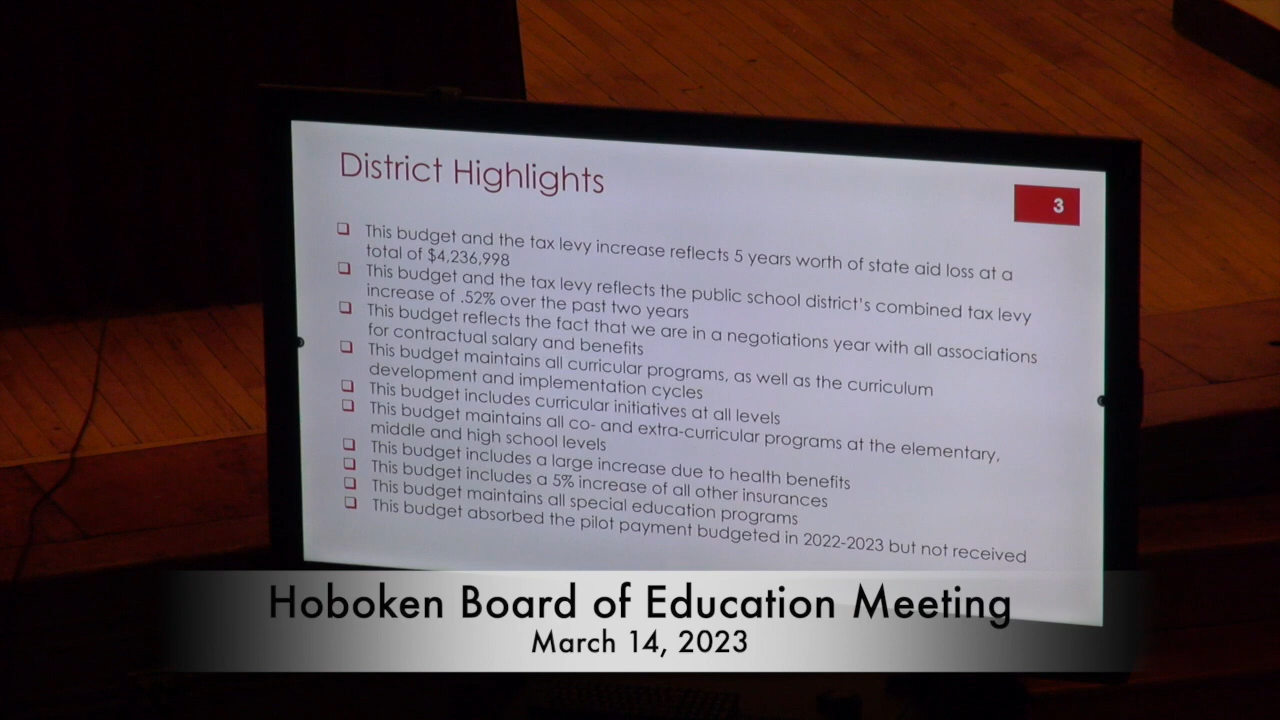 District Highlights
3
❑ This budget and the tax levy increase reflects 5 years worth of state aid loss at a
total of $4,236,998
❑ This budget and the tax levy reflects the public school district's combined tax levy
increase of .52% over the past two years
❑ This budget reflects the fact that we are in a negotiations year with all associations
for contractual salary and benefits
❑ This budget maintains all curricular programs, as well as the curriculum
development and implementation cycles
❑ This budget includes curricular initiatives at all levels
❑ This budget maintains all co- and extra-curricular programs at the elementary,
middle and high school levels
❑ This budget includes a large increase due to health benefits
❑ This budget includes a 5% increase of all other insurances
❑ This budget maintains all special education programs
❑ This budget absorbed the pilot payment budgeted in 2022-2023 but not received
Hoboken Board of Education Meeting
March 14, 2023